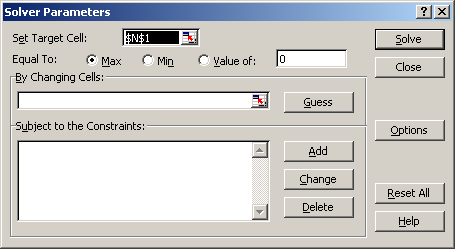 Solver Parameters
Set Target Cell: $N$1 Solve
Equal To: Max Min Value of: 0
Close
By Changing Cells:
Guess
Subject to the Constraints: Options
Add
Change
Reset All
Delete
Help